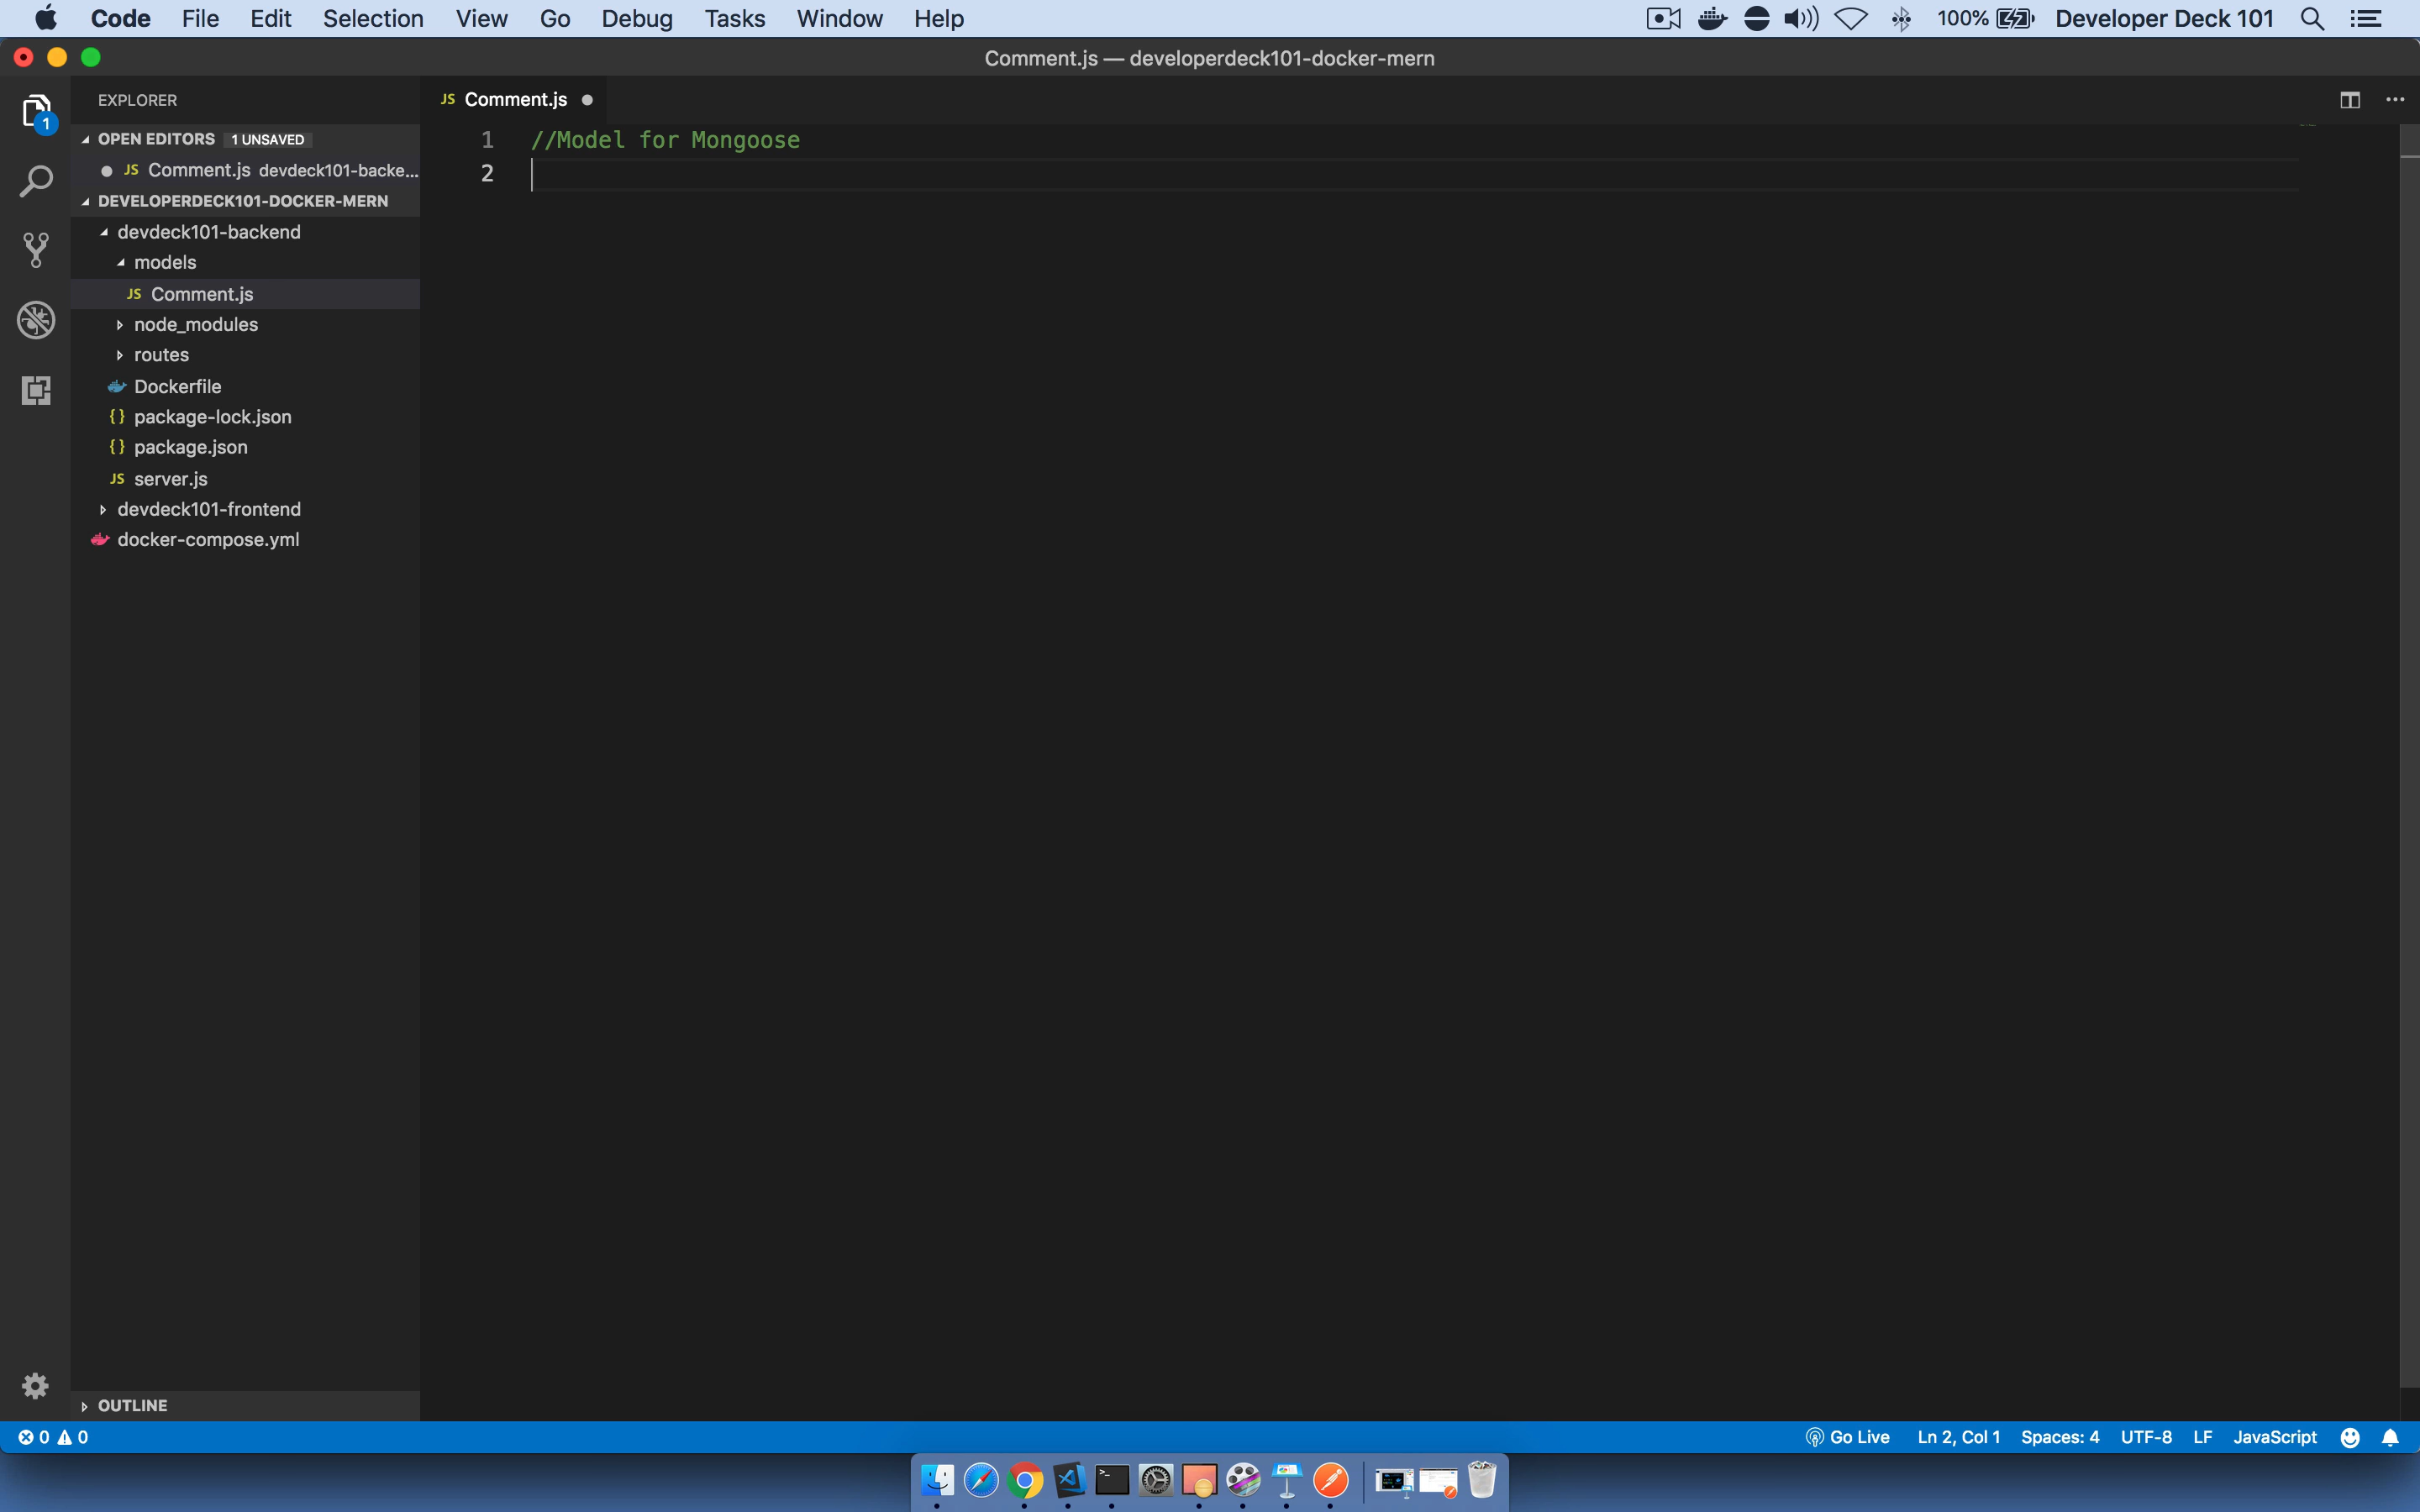 Code File Edit Selection View Go Debug Tasks Window Help 100% Developer Deck 101
Comment.js — developerdeck101-docker-mern
EXPLORER
JS Comment.js
1
OPEN EDITORS 1 UNSAVED
JS Comment.js devdeck101-backe...
DEVELOPERDECK101-DOCKER-MERN
devdeck101-backend
models
JS Comment.js
node_modules
routes
Dockerfile
{} package-lock.json
{} package.json
JS server.js
devdeck101-frontend
docker-compose.yml
OUTLINE
1 //Model for Mongoose
2
0 0 Go Live Ln 2, Col 1 Spaces: 4 UTF-8 LF JavaScript